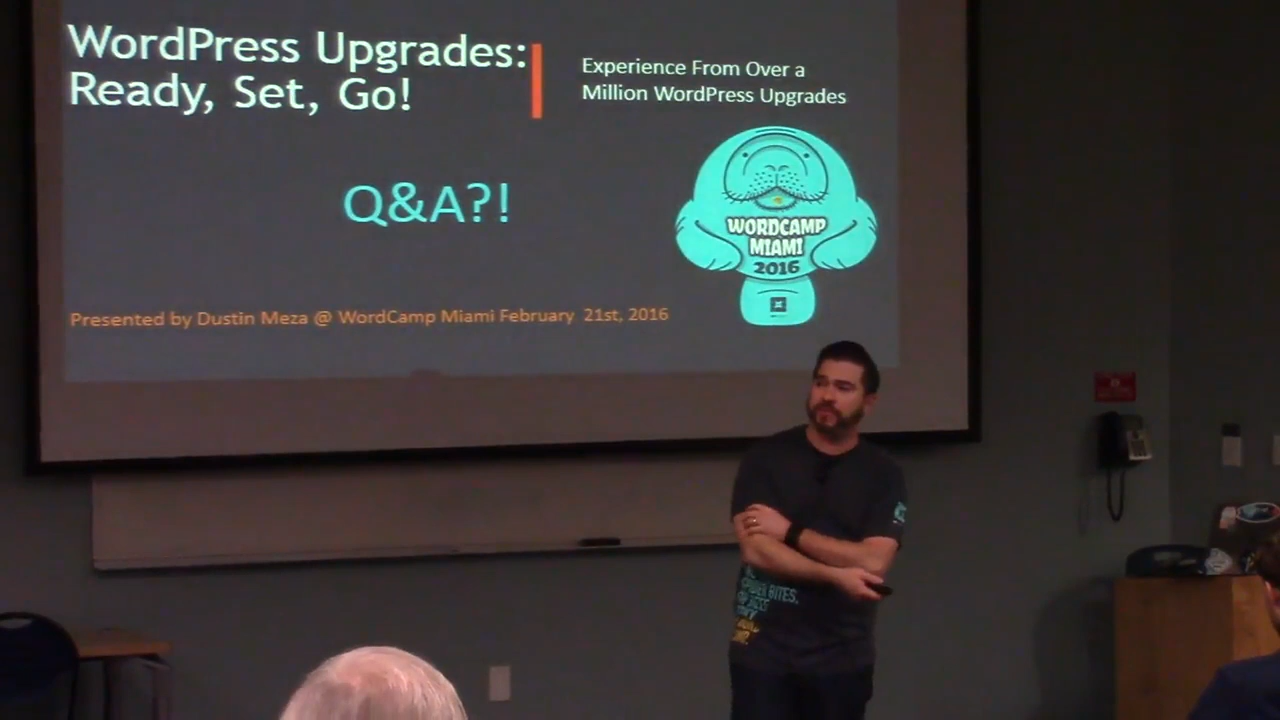 WordPress Upgrades:
Ready, Set, Go!
Experience From Over a
Million WordPress Upgrades
Q&A?!
WORDCAMP
MIAMI
2016
Presented by Dustin Meza @ WordCamp Miami February 21st, 2016
BITES,